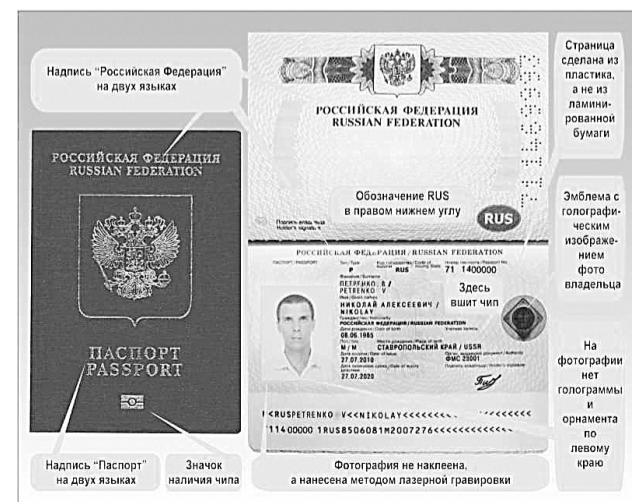 Надпись “Российская Федерация”
на двух языках
Страница
сделана из
пластика,
а не из
ламини-
рованной
бумаги
РОССИЙСКАЯ ФЕДЕРАЦИЯ
RUSSIAN FEDERATION
РОССИЙСКАЯ ФЕДЕРАЦИЯ
RUSSIAN FEDERATION
Обозначение RUS
в правом нижнем углу
RUS
Эмблема с
голографи-
ческим
изображе-
нием
фото
владельца
РОССИЙСКАЯ ФЕДЕРАЦИЯ / RUSSIAN FEDERATION
P RUS 71 1400000
PETRENKO V
Здесь
вшит чип
НИКОЛАЙ АЛЕКСЕЕВИЧ /
NIKOLAY
РОССИЙСКАЯ ФЕДЕРАЦИЯ/RUSSIAN FEDERATION
08.06.1985
М / M СТАВРОПОЛЬСКИЙ КРАЙ / USSR
27.07.2010 ФМС 25001
27.07.2020
ПАСПОРТ
PASSPORT
На
фотографии
нет
голограммы
и
орнамента
по
левому
краю
<RUSPETRENKO V<<NIKOLAY<<<<<<<
11400000 1RUS8506081M2007276<<<<<<<<<<<<<<
Надпись “Паспорт”
на двух языках
Значок
наличия чипа
Фотография не наклеена,
а нанесена методом лазерной гравировки